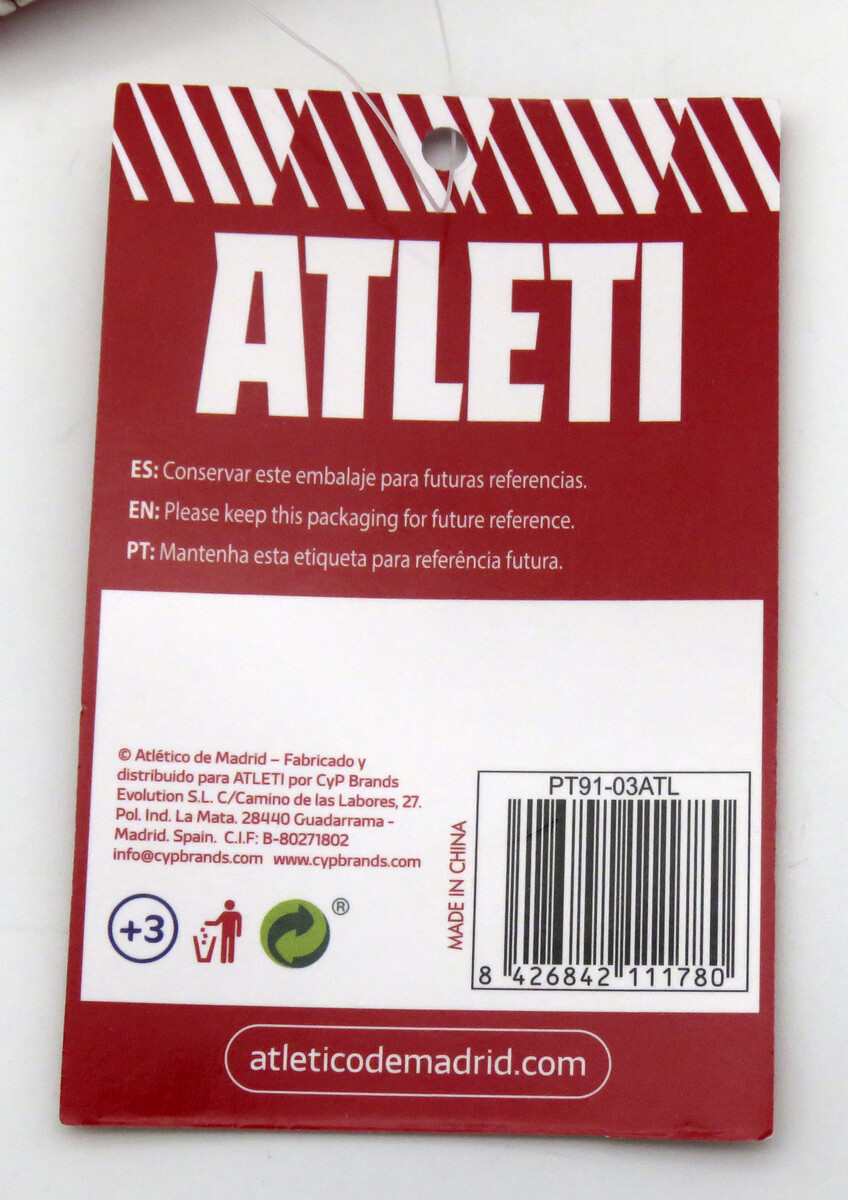 ATLETI
ES: Conservar este embalaje para futuras referencias.
EN: Please keep this packaging for future reference.
PT: Mantenha esta etiqueta para referência futura.
© Atlético de Madrid – Fabricado y
distribuido para ATLETI por CyP Brands
Evolution S.L. C/Camino de las Labores, 27.
Pol. Ind. La Mata. 28440 Guadarrama -
Madrid. Spain. C.I.F: B-80271802
info@cypbrands.com www.cypbrands.com
+3
®
MADE IN CHINA
PT91-03ATL
8 426842 111780
atleticodemadrid.com